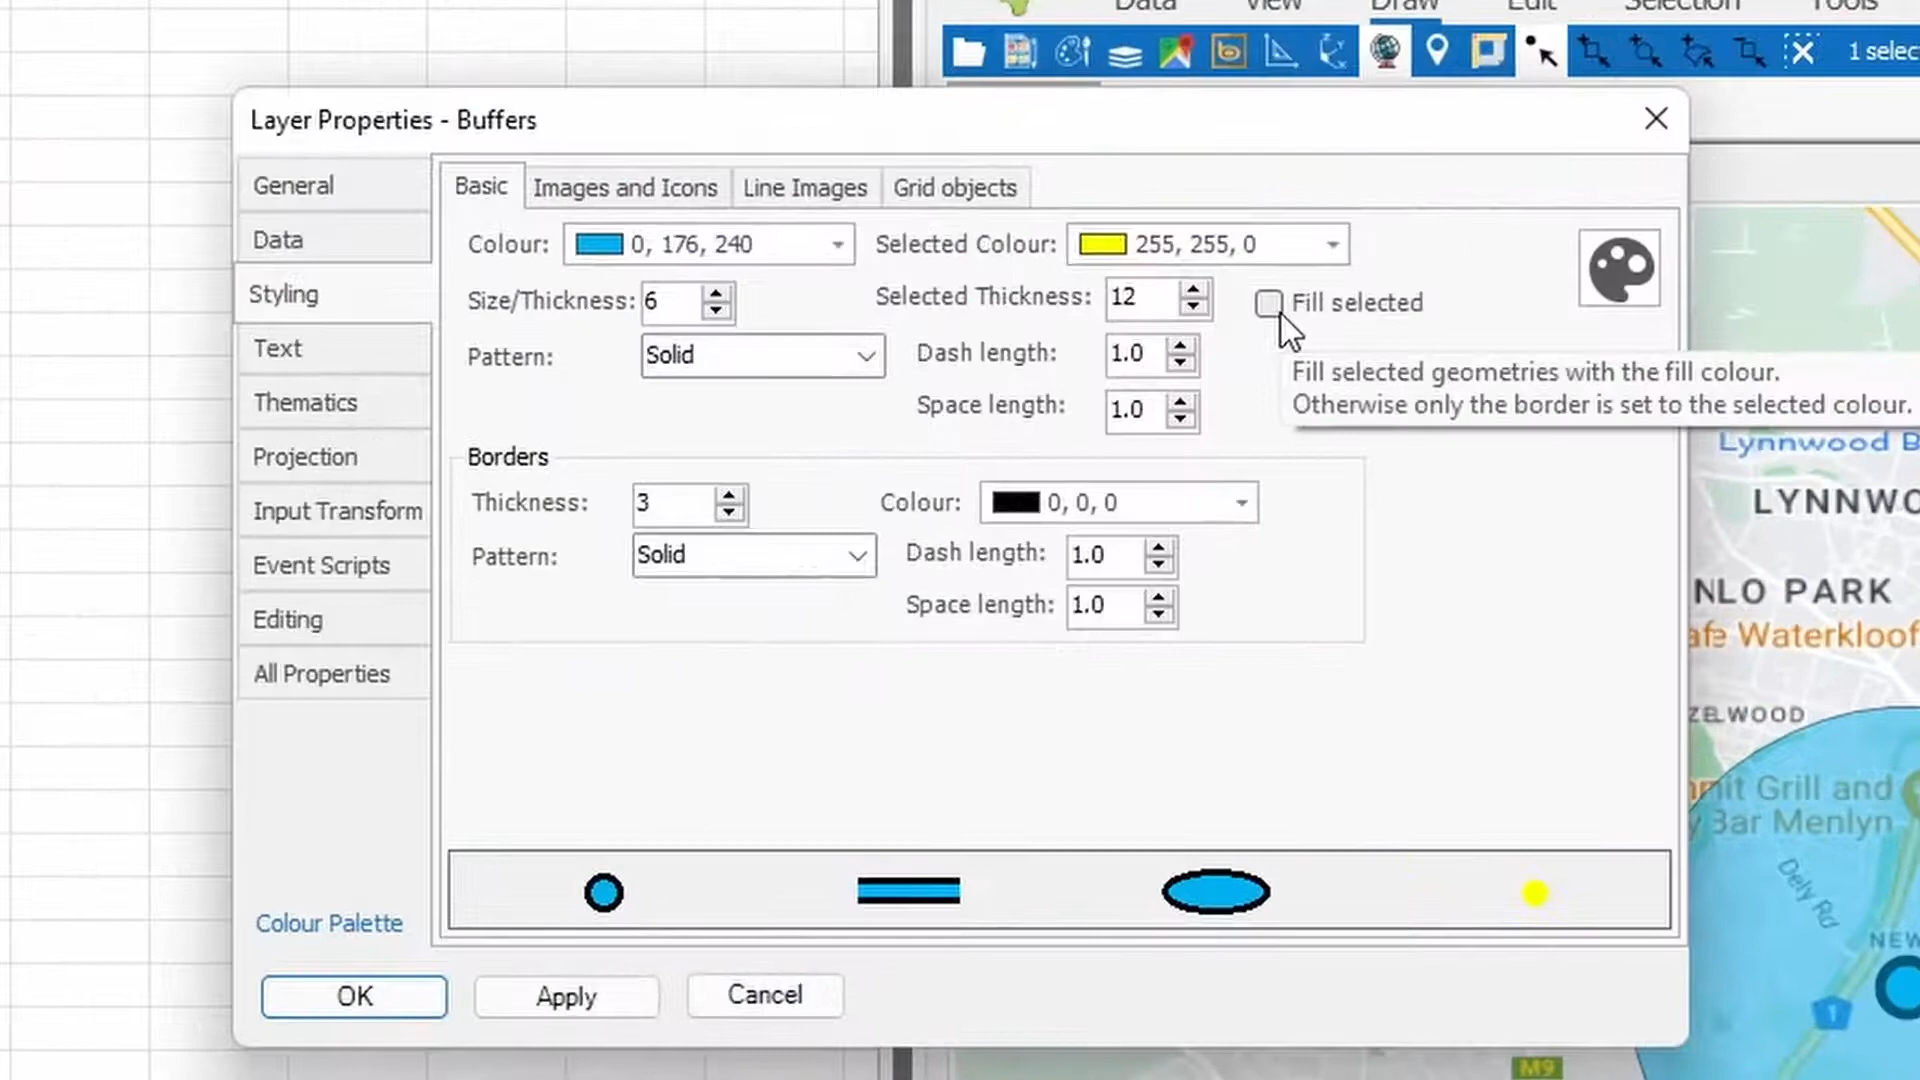 Data View Draw Edit Selection Tools
1 selec
Layer Properties - Buffers
General
Data
Styling
Text
Thematics
Projection
Input Transform
Event Scripts
Editing
All Properties
Colour Palette
Basic Images and Icons Line Images Grid objects
Colour: 0, 176, 240 Selected Colour: 255, 255, 0
Size/Thickness: 6 Selected Thickness: 12 Fill selected
Pattern: Solid Dash length: 1.0
Space length: 1.0
Fill selected geometries with the fill colour.
Otherwise only the border is set to the selected colour.
Borders
Thickness: 3 Colour: 0, 0, 0
Pattern: Solid Dash length: 1.0
Space length: 1.0
OK Apply Cancel
Lynnwood B
LYNNWO
NLO PARK
afe Waterkloof
ZELWOOD
mit Grill and
y Bar Menlyn
Dely Rd
NEW
1
M9